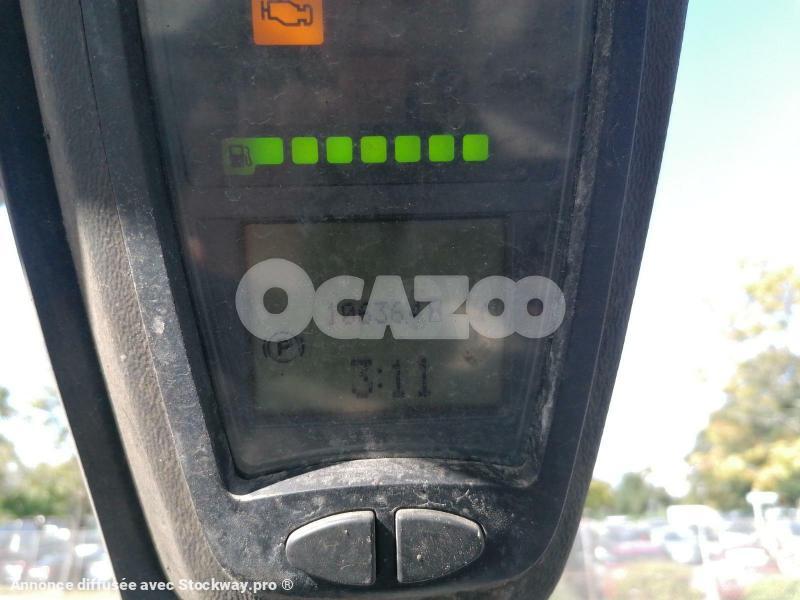 OCAZOO
P
3:11
Annonce diffusée avec Stockway.pro ®